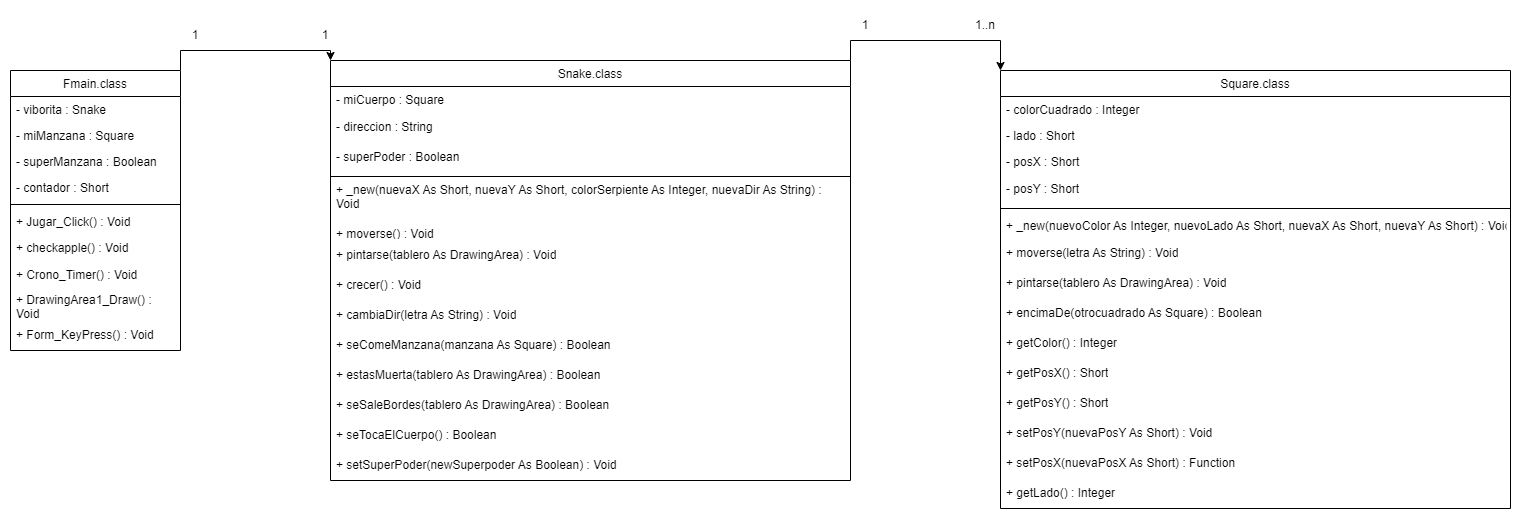 1
1
1
1..n
Fmain.class
- viborita : Snake
- miManzana : Square
- superManzana : Boolean
- contador : Short
+ Jugar_Click() : Void
+ checkapple() : Void
+ Crono_Timer() : Void
+ DrawingArea1_Draw() :
Void
+ Form_KeyPress() : Void
Snake.class
- miCuerpo : Square
- direccion : String
- superPoder : Boolean
+ _new(nuevaX As Short, nuevaY As Short, colorSerpiente As Integer, nuevaDir As String) :
Void
+ moverse() : Void
+ pintarse(tablero As DrawingArea) : Void
+ crecer() : Void
+ cambiaDir(letra As String) : Void
+ seComeManzana(manzana As Square) : Boolean
+ estasMuerta(tablero As DrawingArea) : Boolean
+ seSaleBordes(tablero As DrawingArea) : Boolean
+ seTocaElCuerpo() : Boolean
+ setSuperPoder(newSuperpoder As Boolean) : Void
Square.class
- colorCuadrado : Integer
- lado : Short
- posX : Short
- posY : Short
+ _new(nuevoColor As Integer, nuevoLado As Short, nuevaX As Short, nuevaY As Short) : Void
+ moverse(letra As String) : Void
+ pintarse(tablero As DrawingArea) : Void
+ encimaDe(otrocuadrado As Square) : Boolean
+ getColor() : Integer
+ getPosX() : Short
+ getPosY() : Short
+ setPosY(nuevaPosY As Short) : Void
+ setPosX(nuevaPosX As Short) : Function
+ getLado() : Integer